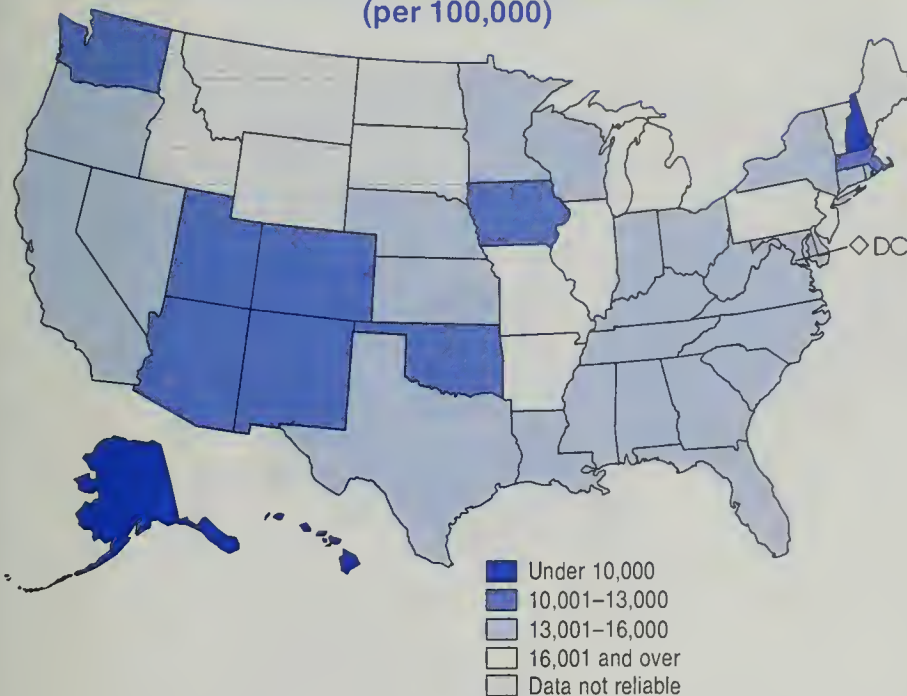 (per 100,000)
DC
Under 10,000
10,001–13,000
13,001–16,000
16,001 and over
Data not reliable